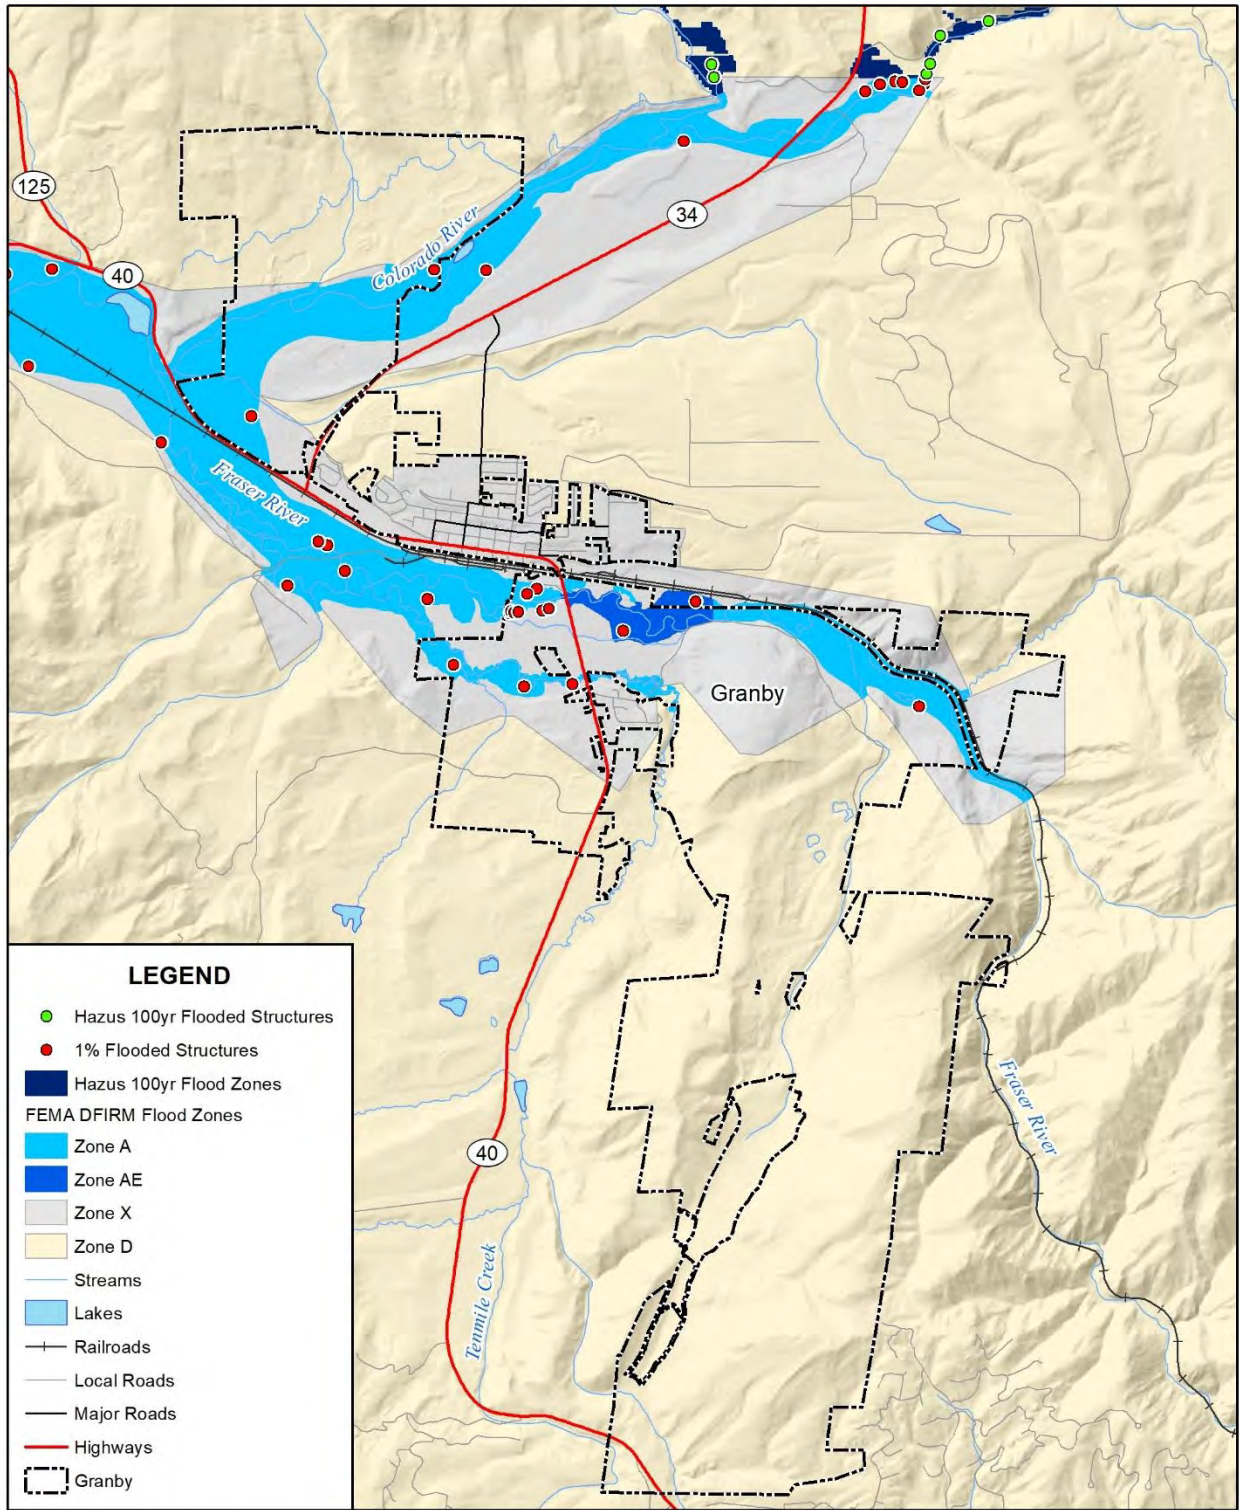 125
40
Colorado River
34
Fraser River
Granby
Fraser River
40
Tenmile Creek
LEGEND
Hazus 100yr Flooded Structures
1% Flooded Structures
Hazus 100yr Flood Zones
FEMA DFIRM Flood Zones
Zone A
Zone AE
Zone X
Zone D
Streams
Lakes
Railroads
Local Roads
Major Roads
Highways
Granby